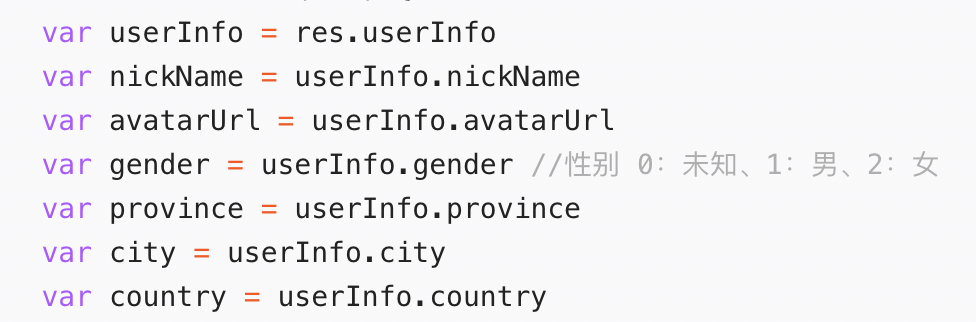 var userInfo = res.userInfo
var nickName = userInfo.nickName
var avatarUrl = userInfo.avatarUrl
var gender = userInfo.gender //性别 0：未知、1：男、2：女
var province = userInfo.province
var city = userInfo.city
var country = userInfo.country